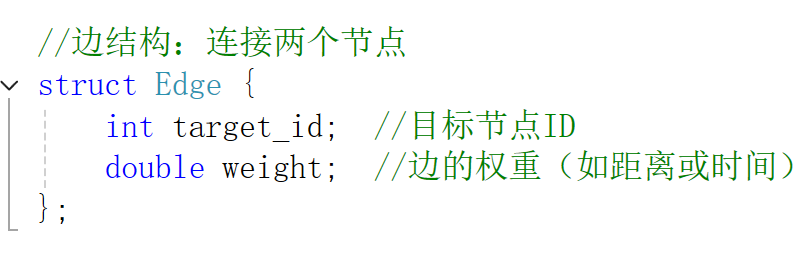 //边结构：连接两个节点
struct Edge {
    int target_id;  //目标节点ID
    double weight;  //边的权重（如距离或时间）
};